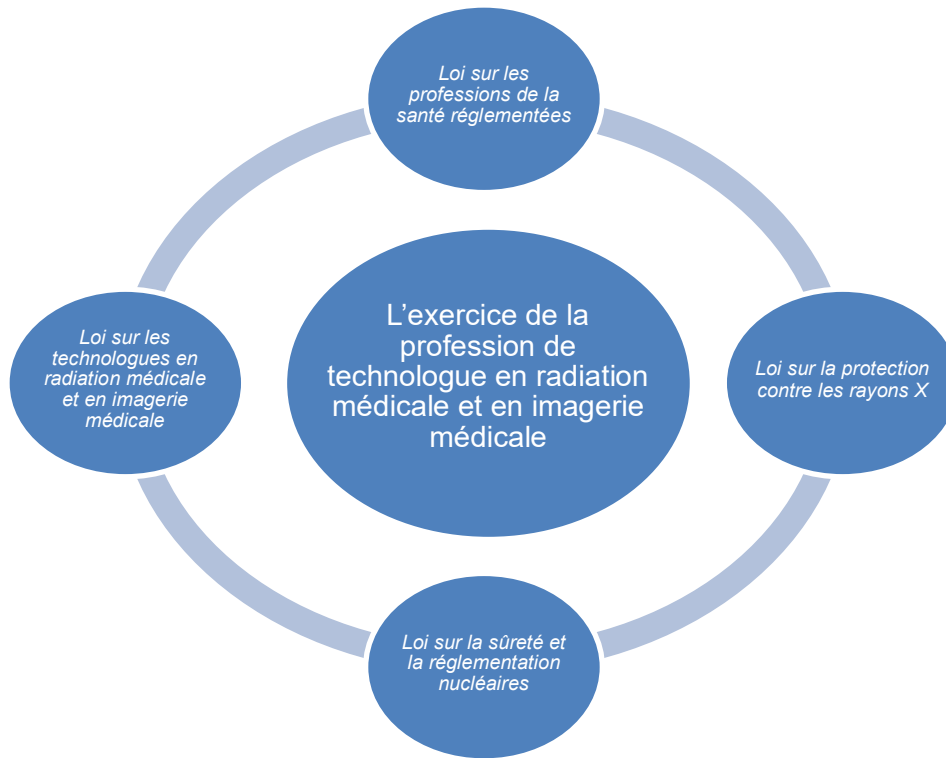 Loi sur les
professions de la
santé réglementées
L'exercice de la
profession de
technologue en radiation
médicale et en imagerie
médicale
Loi sur les
technologues en
radiation médicale
et en imagerie
médicale
Loi sur la protection
contre les rayons X
Loi sur la sûreté et
la réglementation
nucléaires